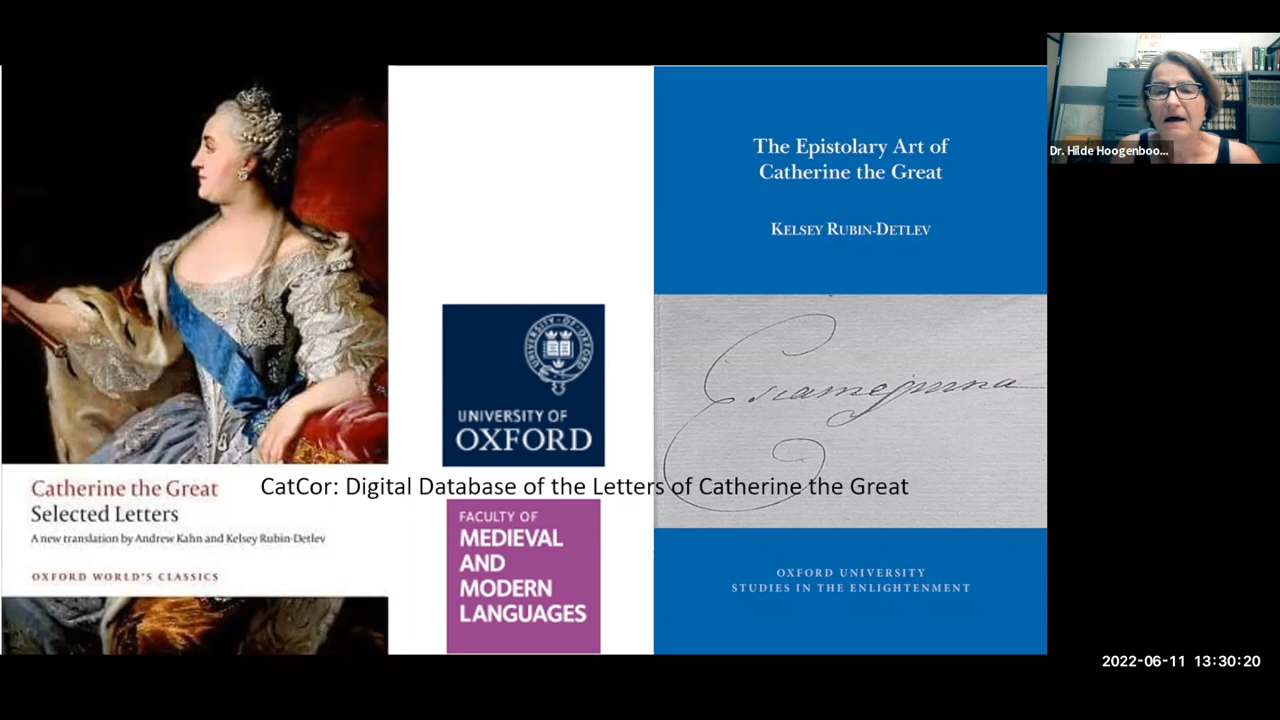 Catherine the Great
Selected Letters
A new translation by Andrew Kahn and Kelsey Rubin-Detlev
OXFORD WORLD'S CLASSICS
UNIVERSITY OF
OXFORD
CatCor: Digital Database of the Letters of Catherine the Great
FACULTY OF
MEDIEVAL
AND
MODERN
LANGUAGES
The Epistolary Art of
Catherine the Great
KELSEY RUBIN-DETLEV
Екатерина
OXFORD UNIVERSITY
STUDIES IN THE ENLIGHTENMENT
Dr. Hilde Hoogenboo...
2022-06-11 13:30:20